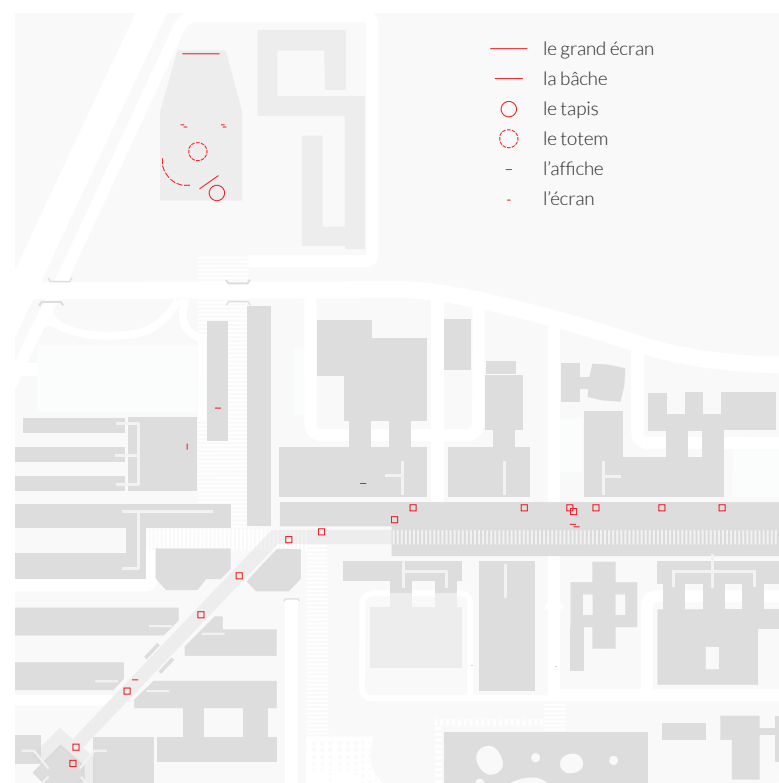 le grand écran
la bâche
le tapis
le totem
l’affiche
l’écran